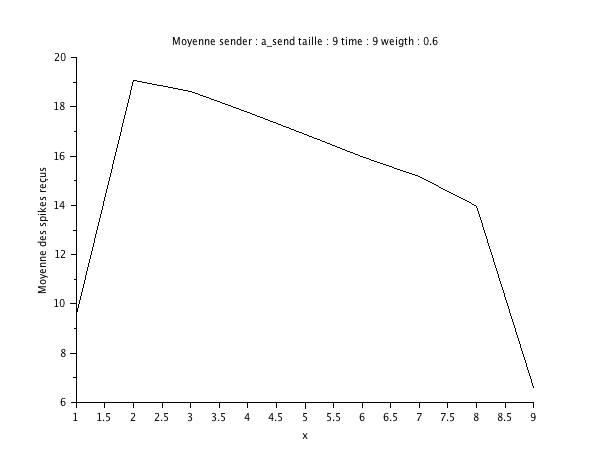 Moyenne sender : a_send taille : 9 time : 9 weigth : 0.6
20
18
16
14
12
10
8
6
Moyenne des spikes reçus
1 1.5 2 2.5 3 3.5 4 4.5 5 5.5 6 6.5 7 7.5 8 8.5 9
x